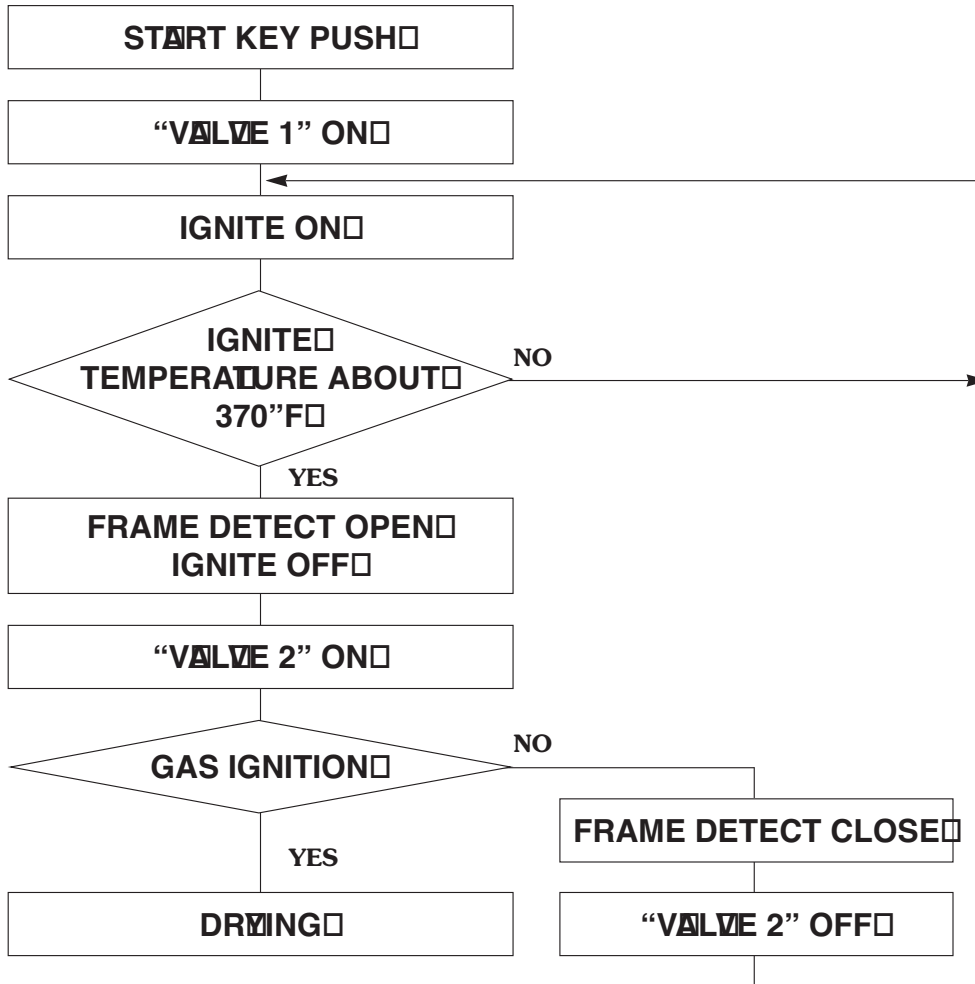 START KEY PUSH
“VALVE 1” ON
IGNITE ON
IGNITE
TEMPERATURE ABOUT
370”F
NO
YES
FRAME DETECT OPEN
IGNITE OFF
“VALVE 2” ON
GAS IGNITION
NO
FRAME DETECT CLOSE
YES
DRYING
“VALVE 2” OFF